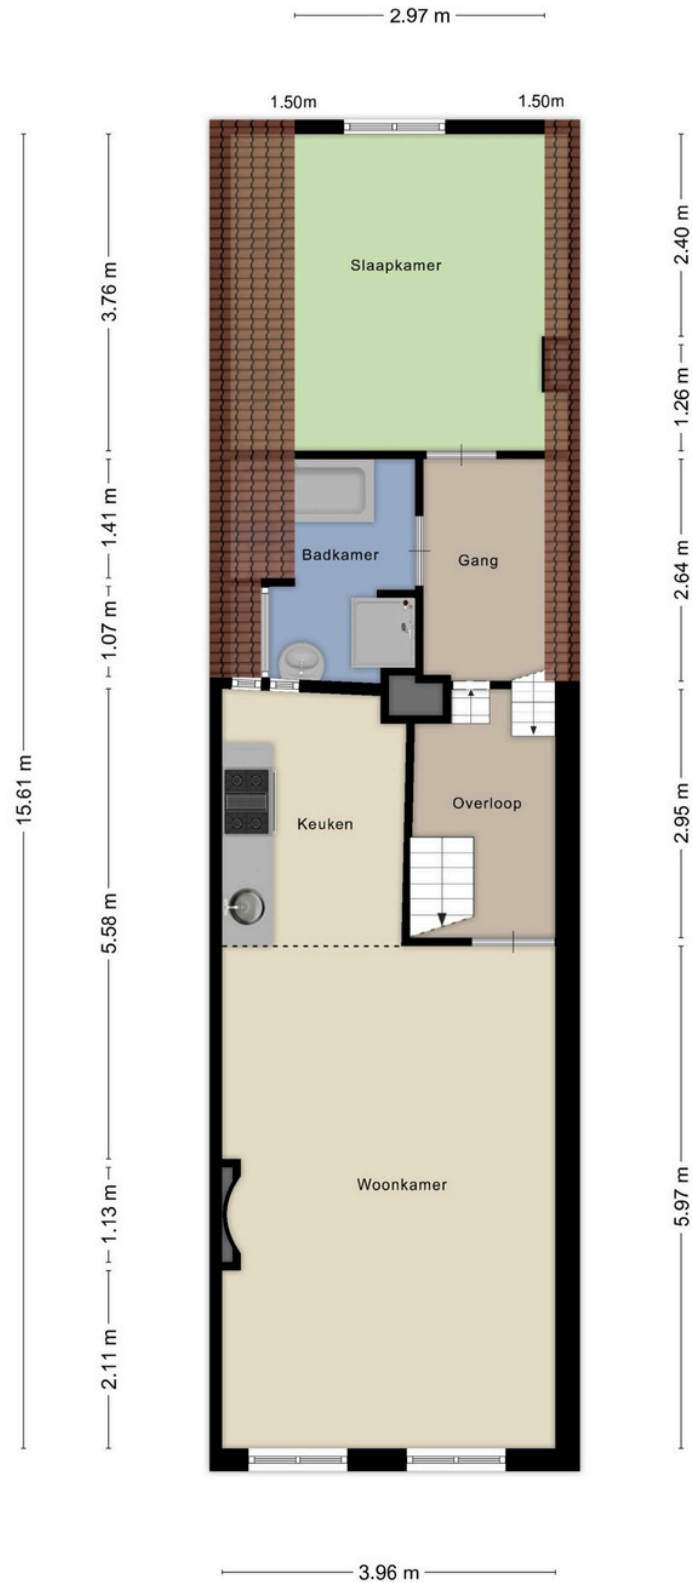 2.97 m
1.50m
1.50m
Slaapkamer
3.76 m
2.40 m
1.26 m
1.41 m
Badkamer
Gang
2.64 m
1.07 m
15.61 m
Keuken
Overloop
2.95 m
5.58 m
Woonkamer
5.97 m
1.13 m
2.11 m
3.96 m